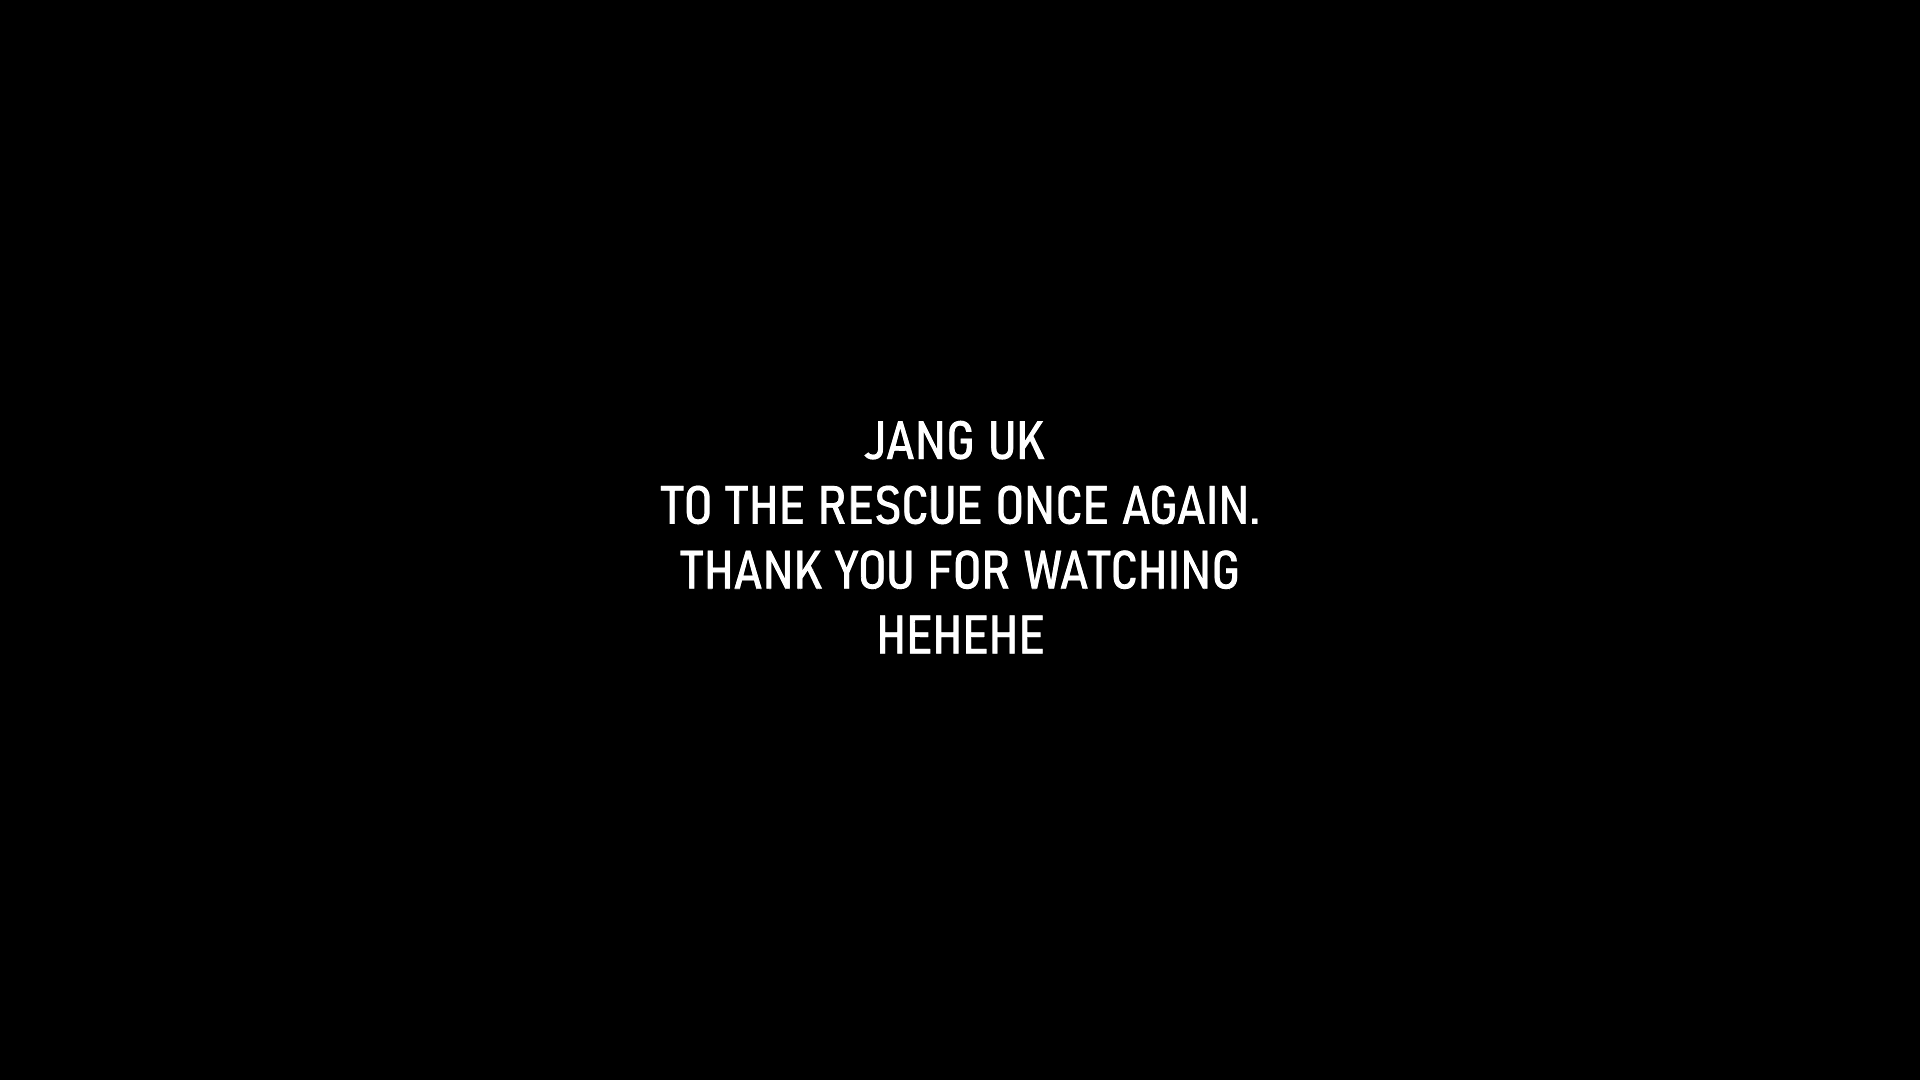 JANG UK
TO THE RESCUE ONCE AGAIN.
THANK YOU FOR WATCHING
HEHEHE